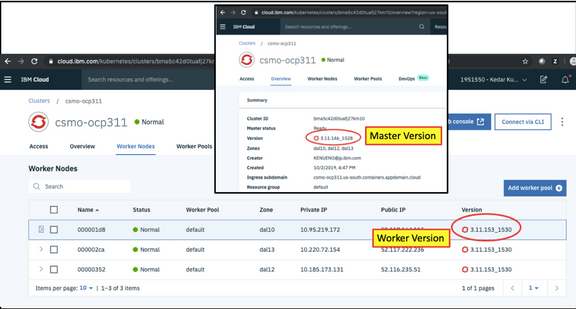 cloud.ibm.com/kubernetes/clusters/bma5c42d0tuafj27kn10/overview?region=us-south
IBM Cloud
Search resources and offerings...
Clusters / csmo-ocp311
csmo-ocp311 Normal
Access Overview Worker Nodes Worker Pools DevOps
Summary
Cluster ID bma5c42d0tuafj27kn10
Master status Ready
Version 3.11.146_1528
Master Version
Zones dal10, dal12, dal13
Creator KENUENO@jp.ibm.com
Created 10/2/2019, 4:47 PM
Ingress subdomain csmo-ocp311.us-south.containers.appdomain.cloud
Resource group default
cloud.ibm.com/kubernetes/clusters/bma5c42d0tuafj27kn
IBM Cloud
Search resources and offerings...
1951550 - Kedar Ku...
Clusters / csmo-ocp311
csmo-ocp311 Normal
b console
Connect via CLI
Access Overview Worker Nodes Worker Pools
Worker Nodes
Search
Add worker pool
Name Status Worker Pool Zone Private IP Public IP Version
000001d8 Normal default dal10 10.95.219.172 3.11.153_1530
Worker Version
000002ca Normal default dal13 10.220.72.154 52.117.222.236 3.11.153_1530
00000352 Normal default dal12 10.185.173.131 52.116.235.51 3.11.153_1530
Items per page: 10 1–3 of 3 items
1 of 1 pages 1